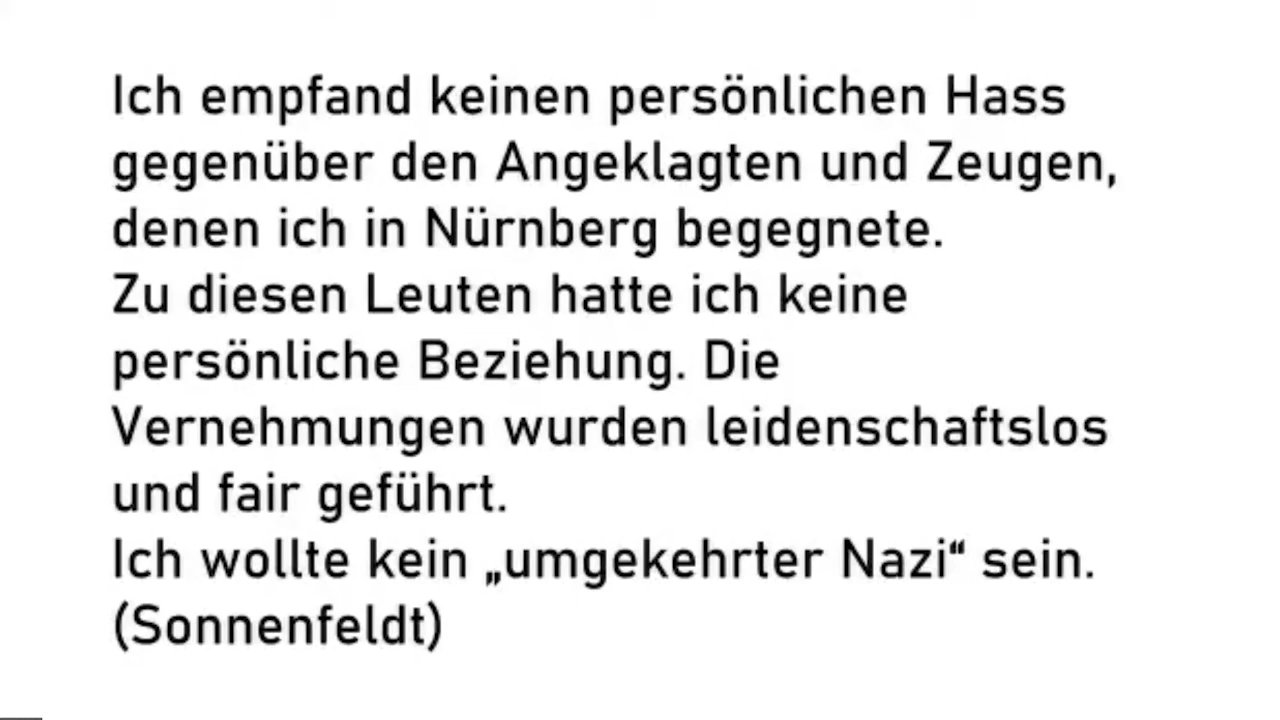 Ich empfand keinen persönlichen Hass
gegenüber den Angeklagten und Zeugen,
denen ich in Nürnberg begegnete.
Zu diesen Leuten hatte ich keine
persönliche Beziehung. Die
Vernehmungen wurden leidenschaftslos
und fair geführt.
Ich wollte kein „umgekehrter Nazi“ sein.
(Sonnenfeldt)